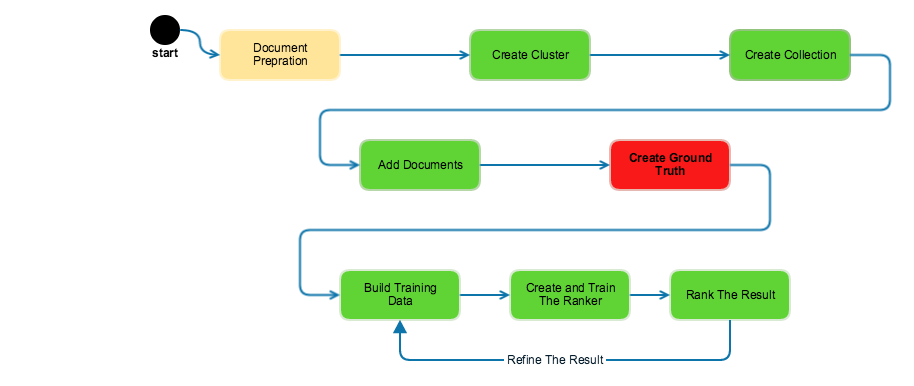 start
Document
Prepration
Create Cluster
Create Collection
Add Documents
Create Ground
Truth
Build Training
Data
Create and Train
The Ranker
Rank The Result
Refine The Result